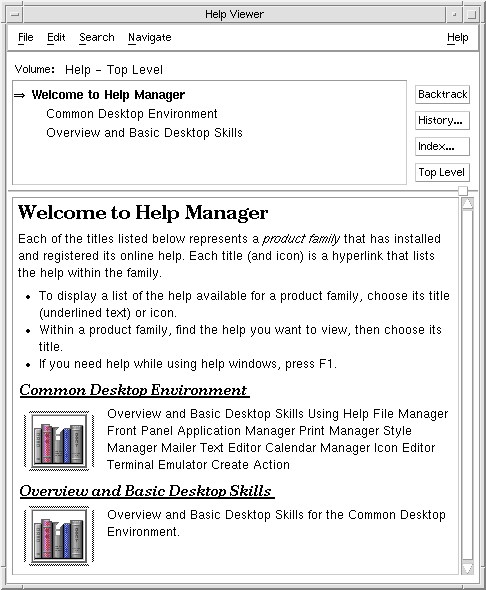 Help Viewer
File Edit Search Navigate Help
Volume: Help - Top Level
⇒ Welcome to Help Manager
Common Desktop Environment
Overview and Basic Desktop Skills
Backtrack
History...
Index...
Top Level
Welcome to Help Manager
Each of the titles listed below represents a product family that has installed
and registered its online help. Each title (and icon) is a hyperlink that lists
the help within the family.
• To display a list of the help available for a product family, choose its title
(underlined text) or icon.
• Within a product family, find the help you want to view, then choose its
title.
• If you need help while using help windows, press F1.
Common Desktop Environment
Overview and Basic Desktop Skills Using Help File Manager
Front Panel Application Manager Print Manager Style
Manager Mailer Text Editor Calendar Manager Icon Editor
Terminal Emulator Create Action
Overview and Basic Desktop Skills
Overview and Basic Desktop Skills for the Common Desktop
Environment.